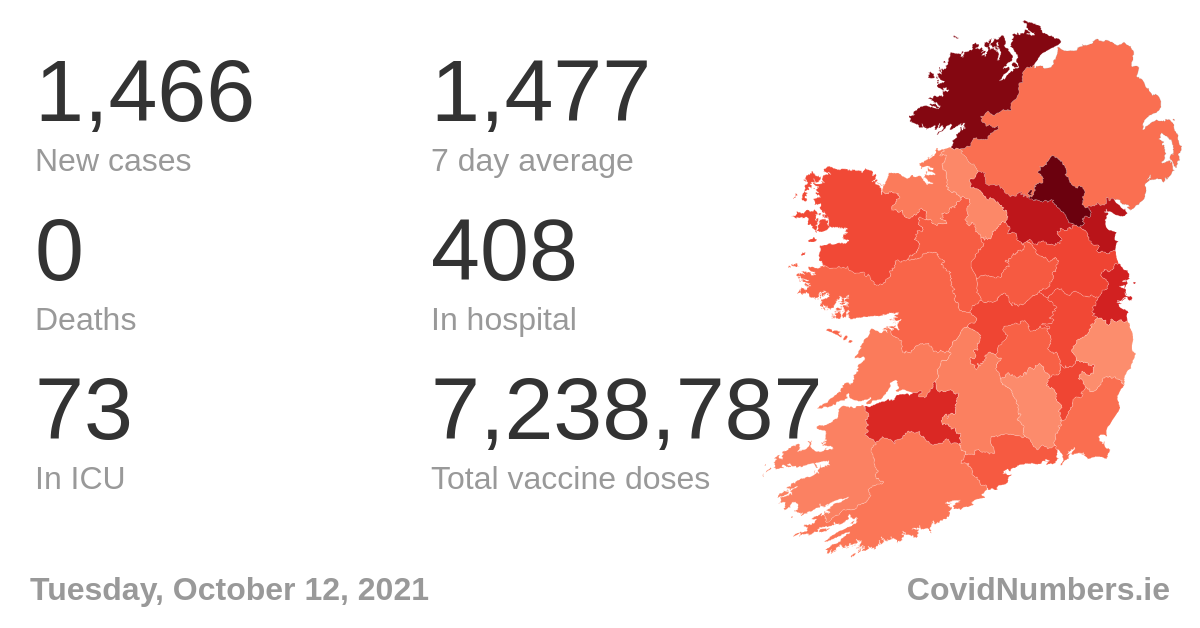 1,466
New cases
1,477
7 day average
0
Deaths
408
In hospital
73
In ICU
7,238,787
Total vaccine doses
Tuesday, October 12, 2021
CovidNumbers.ie